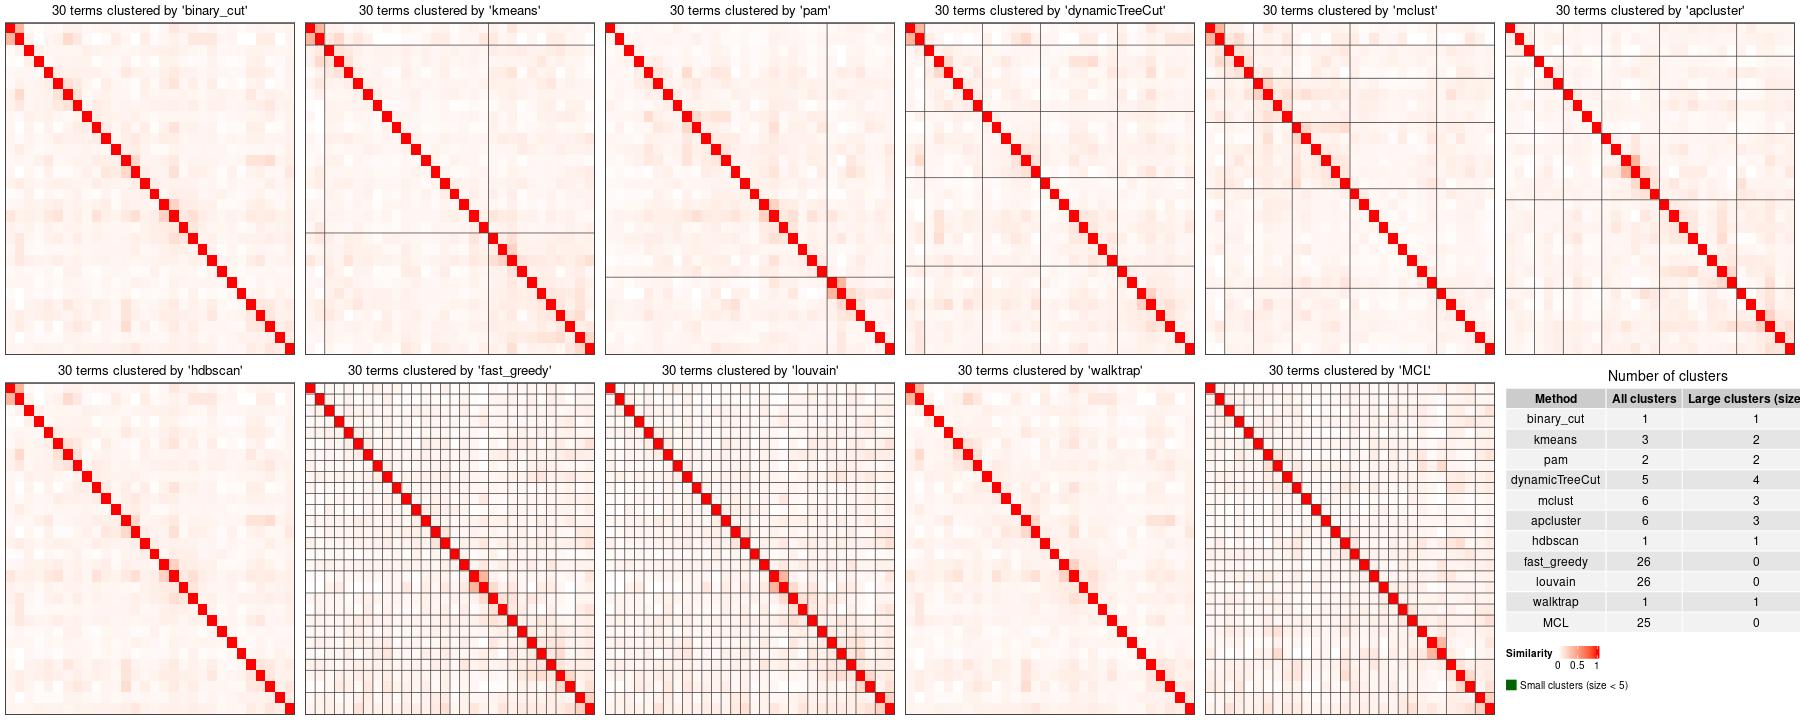 30 terms clustered by 'binary_cut'
30 terms clustered by 'kmeans'
30 terms clustered by 'pam'
30 terms clustered by 'dynamicTreeCut'
30 terms clustered by 'mclust'
30 terms clustered by 'apcluster'
30 terms clustered by 'hdbscan'
30 terms clustered by 'fast_greedy'
30 terms clustered by 'louvain'
30 terms clustered by 'walktrap'
30 terms clustered by 'MCL'
Number of clusters
Method All clusters Large clusters (size
binary_cut 1 1
kmeans 3 2
pam 2 2
dynamicTreeCut 5 4
mclust 6 3
apcluster 6 3
hdbscan 1 1
fast_greedy 26 0
louvain 26 0
walktrap 1 1
MCL 25 0
Similarity
0 0.5 1
Small clusters (size < 5)